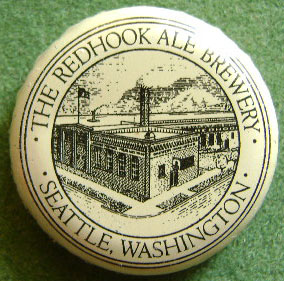 · THE REDHOOK ALE BREWERY ·
SEATTLE, WASHINGTON